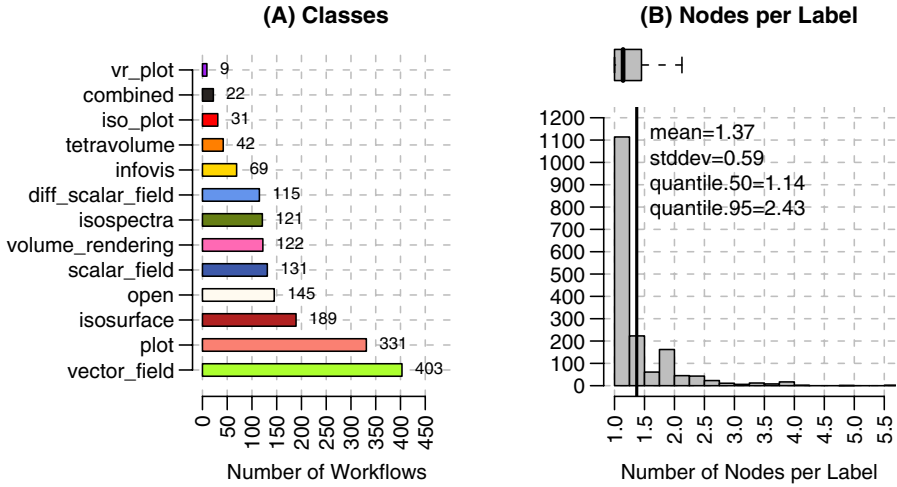 (A) Classes
vr_plot 9
combined 22
iso_plot 31
tetravolume 42
infovis 69
diff_scalar_field 115
isospectra 121
volume_rendering 122
scalar_field 131
open 145
isosurface 189
plot 331
vector_field 403
0 50 100 150 200 250 300 350 400 450
Number of Workflows
(B) Nodes per Label
1200
1100
1000
900
800
700
600
500
400
300
200
100
0
mean=1.37
stddev=0.59
quantile.50=1.14
quantile.95=2.43
1.0 1.5 2.0 2.5 3.0 3.5 4.0 4.5 5.0 5.5
Number of Nodes per Label